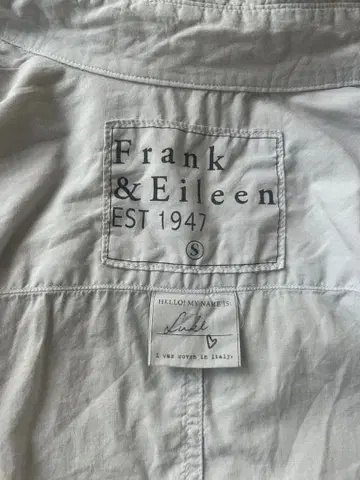 Frank
& Eileen
EST 1947
S
HELLO! MY NAME IS:
i was woven in italy.